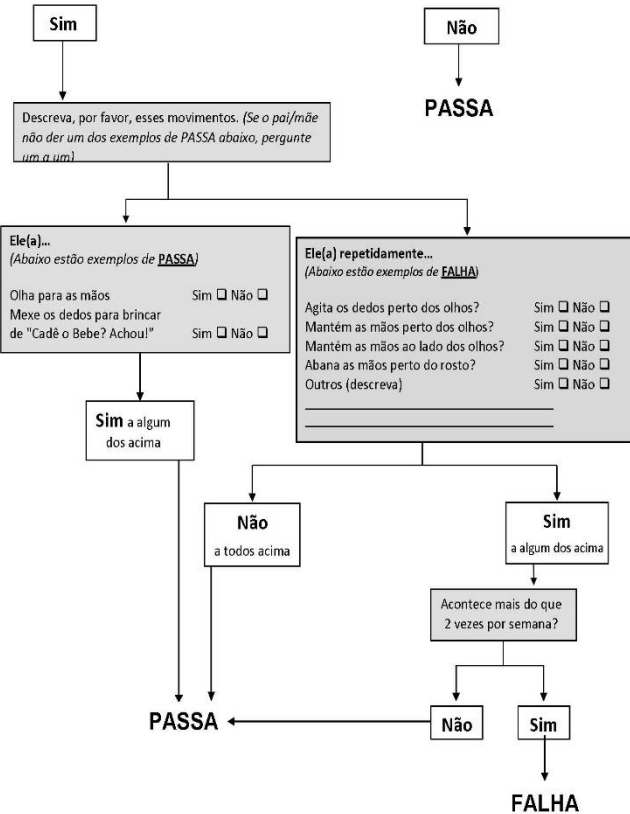 Sim
Não
PASSA
Descreva, por favor, esses movimentos. (Se o pai/mãe
não der um dos exemplos de PASSA abaixo, pergunte
um a um)
Ele(a)...
(Abaixo estão exemplos de PASSA)
Olha para as mãos Sim ❑ Não ❑
Mexe os dedos para brincar
de "Cadê o Bebe? Achou!" Sim ❑ Não ❑
Ele(a) repetidamente...
(Abaixo estão exemplos de FALHA)
Agita os dedos perto dos olhos? Sim ❑ Não ❑
Mantém as mãos perto dos olhos? Sim ❑ Não ❑
Mantém as mãos ao lado dos olhos? Sim ❑ Não ❑
Abana as mãos perto do rosto? Sim ❑ Não ❑
Outros (descreva) Sim ❑ Não ❑
Sim a algum
dos acima
Não
a todos acima
Sim
a algum dos acima
Acontece mais do que
2 vezes por semana?
PASSA
Não
Sim
FALHA